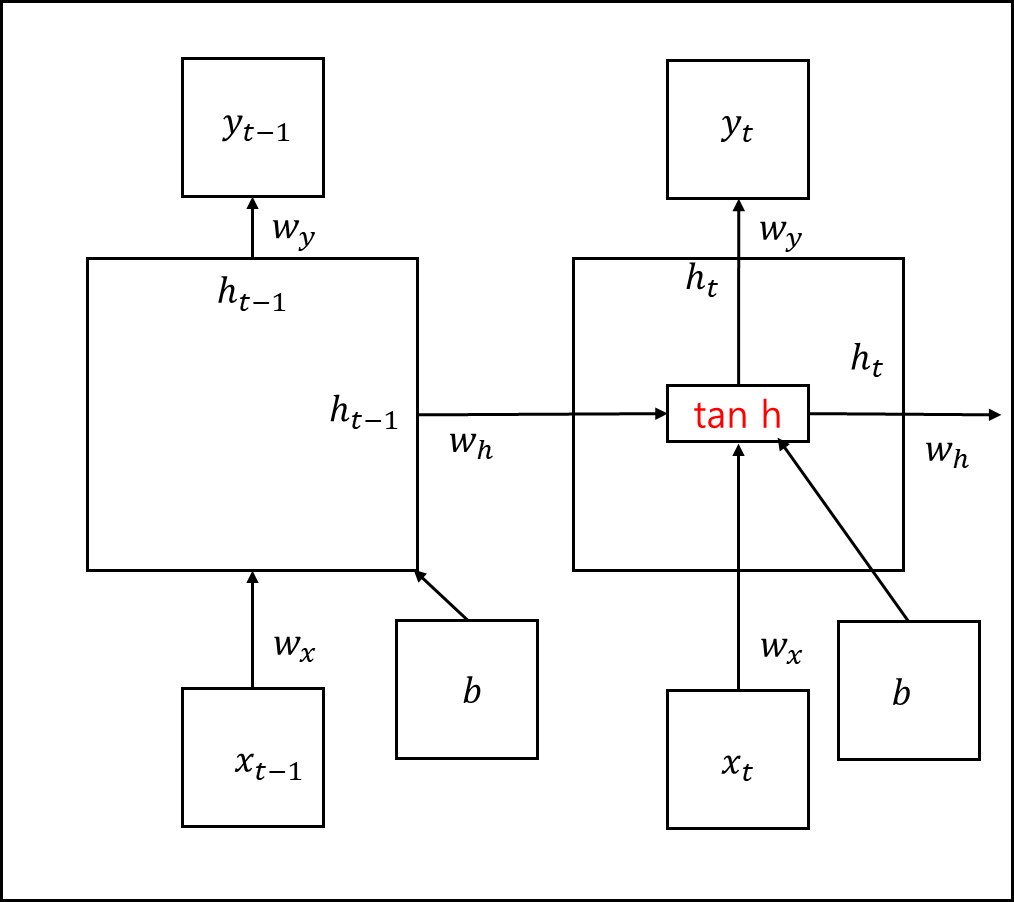 y_{t-1}
y_t
w_y
w_y
h_{t-1}
h_t
h_t
h_{t-1}
tan h
w_h
w_h
w_x
w_x
b
b
x_{t-1}
x_t